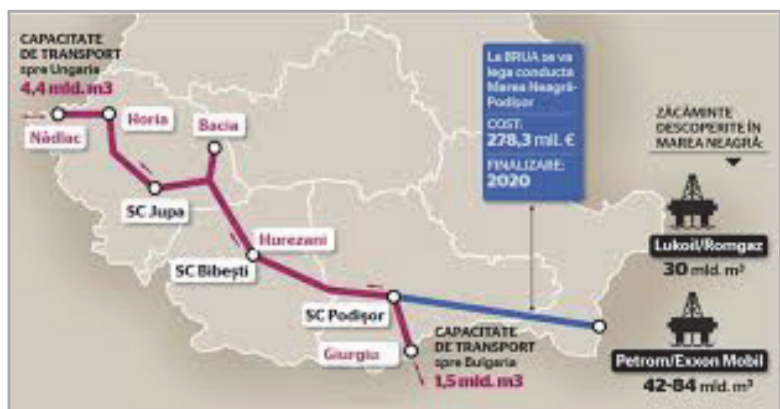 CAPACITATE
DE TRANSPORT
spre Ungaria
4,4 mld. m3
Nădlac
Horia
Bacia
SC Jupa
Hurezani
SC Bibești
SC Podișor
Giurgiu
CAPACITATE
DE TRANSPORT
spre Bulgaria
1,5 mld. m3
La BRUA se va
lega conducta
Marea Neagră-
Podișor
COST:
278,3 mil. €
FINALIZARE:
2020
ZĂCĂMINTE
DESCOPERITE ÎN
MAREA NEAGRĂ:
Lukoil/Romgaz
30 mld. m³
Petrom/Exxon Mobil
42-84 mld. m³